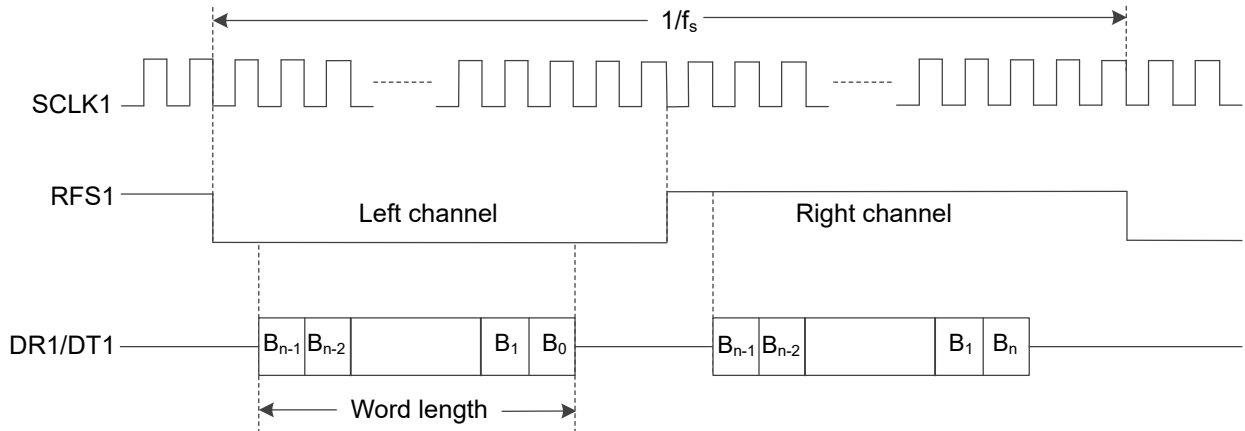 1/fs
SCLK1
RFS1
Left channel
Right channel
DR1/DT1
Bn-1 Bn-2 B1 B0 Bn-1 Bn-2 B1 Bn
Word length